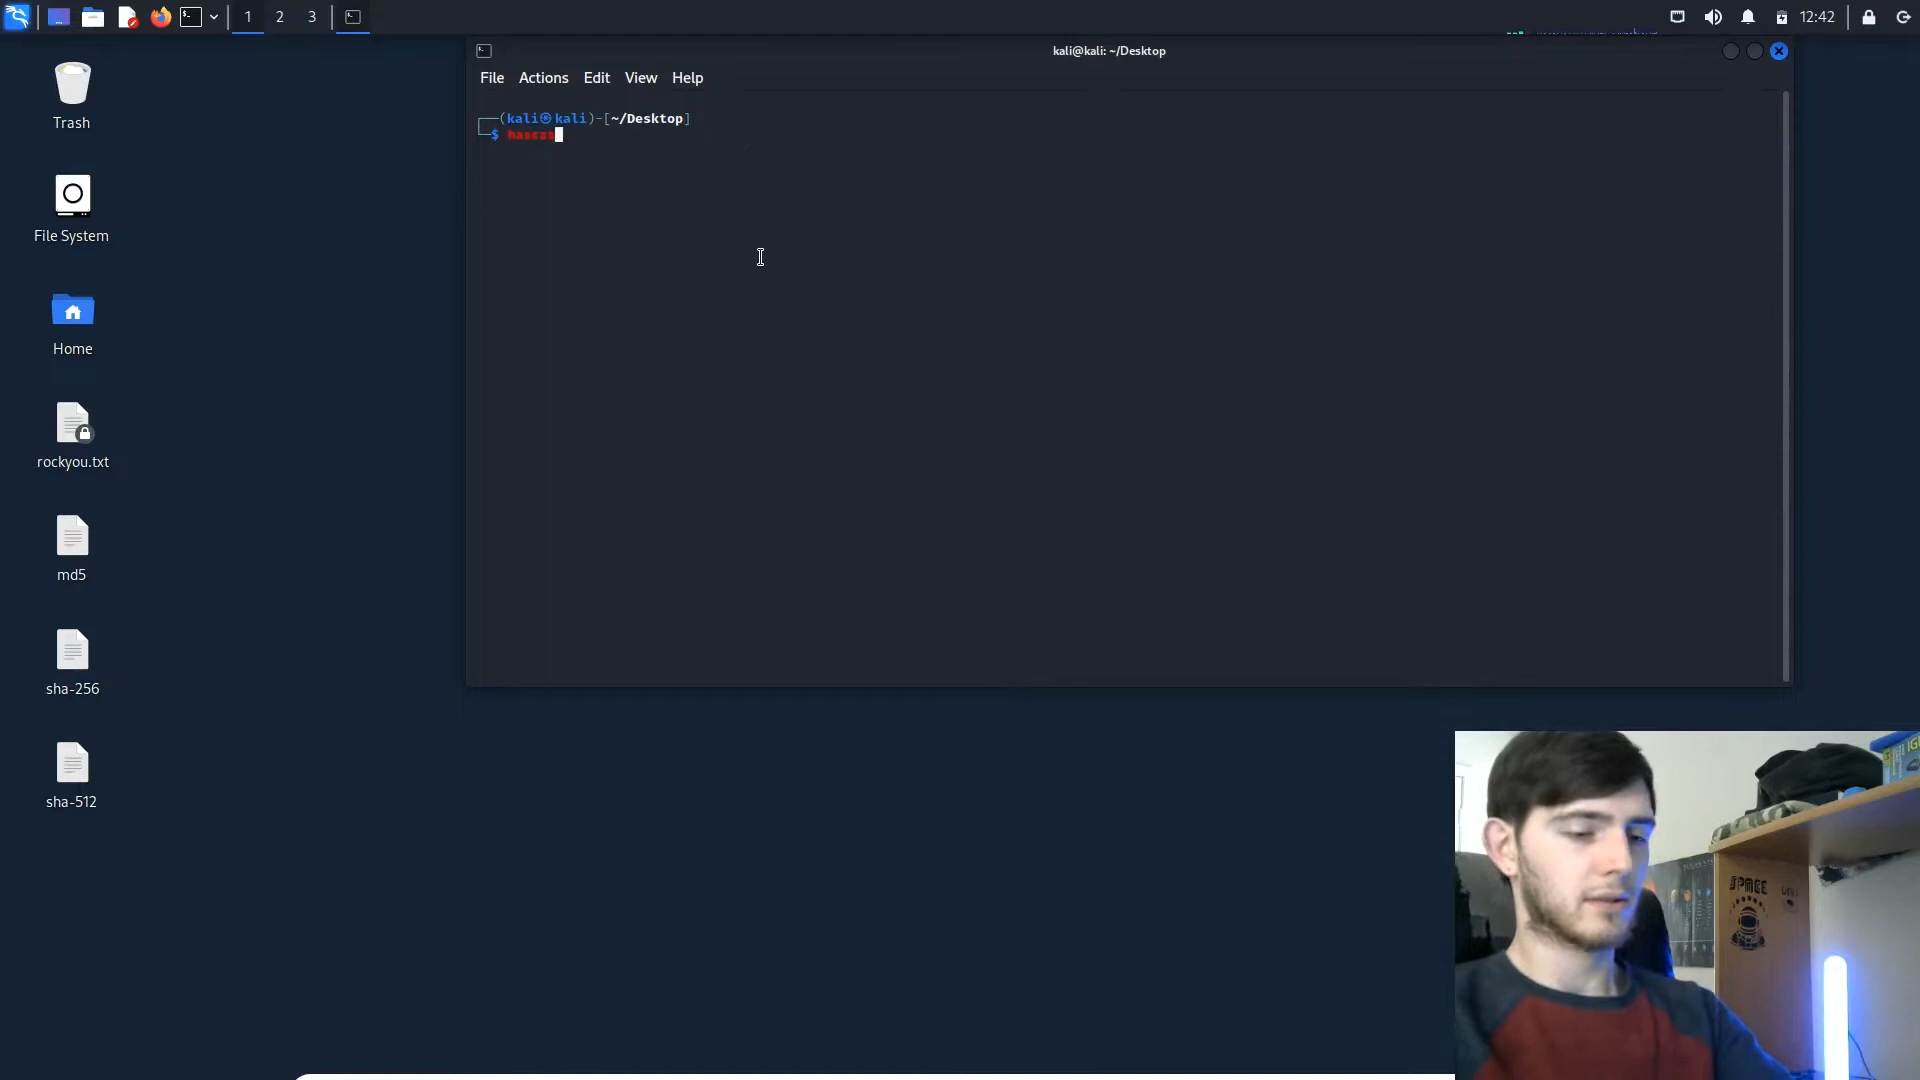 1 2 3 12:42
kali@kali: ~/Desktop
File Actions Edit View Help
┌──(kali㉿kali)-[~/Desktop]
└─$
Trash
File System
Home
rockyou.txt
md5
sha-256
sha-512
SPACE